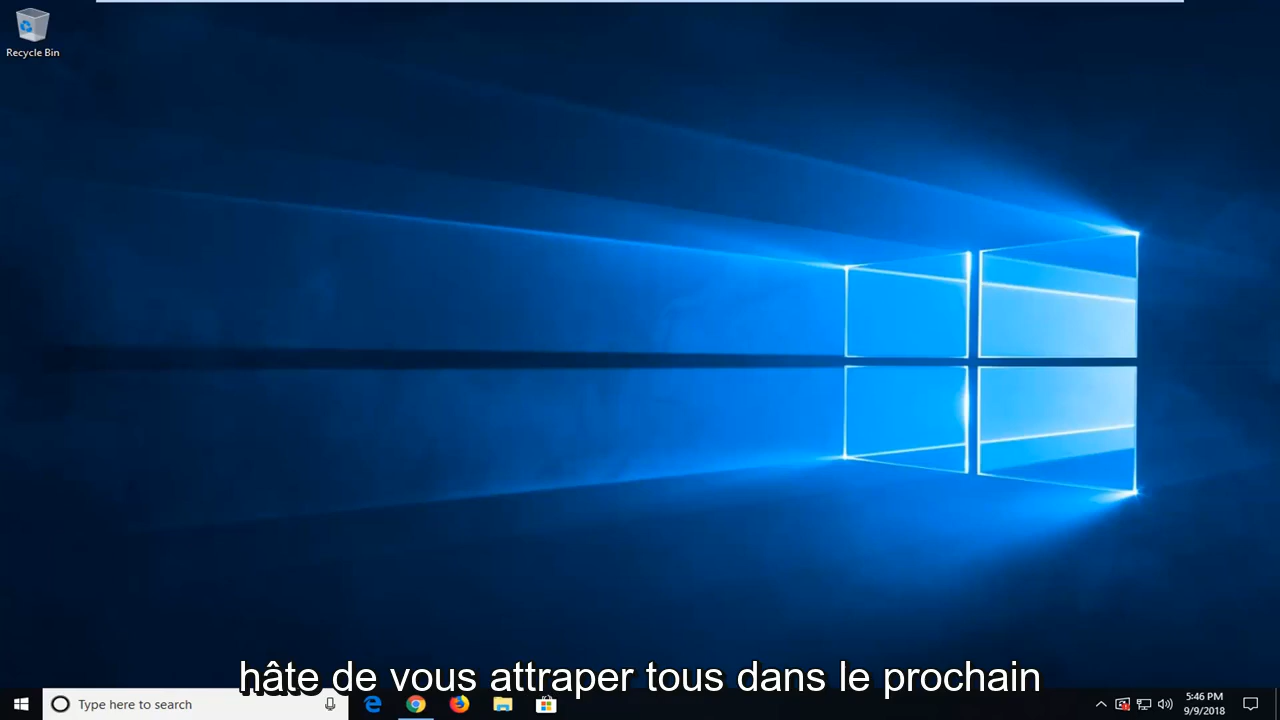 Recycle Bin
hâte de vous attraper tous dans le prochain
Type here to search
5:46 PM
9/9/2018